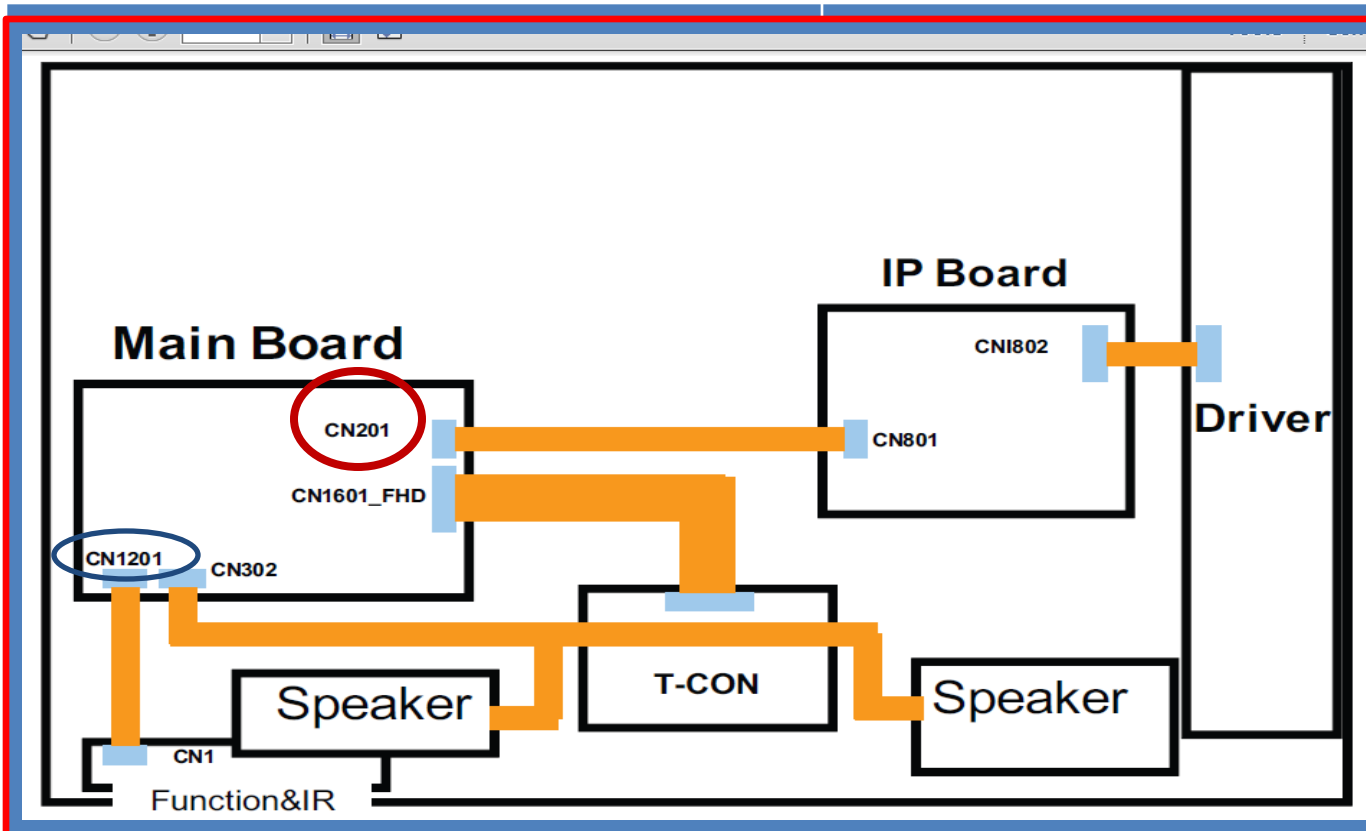 IP Board
Main Board
CNI802
Driver
CN201
CN801
CN1601_FHD
CN1201
CN302
T-CON
Speaker
Speaker
CN1
Function&IR